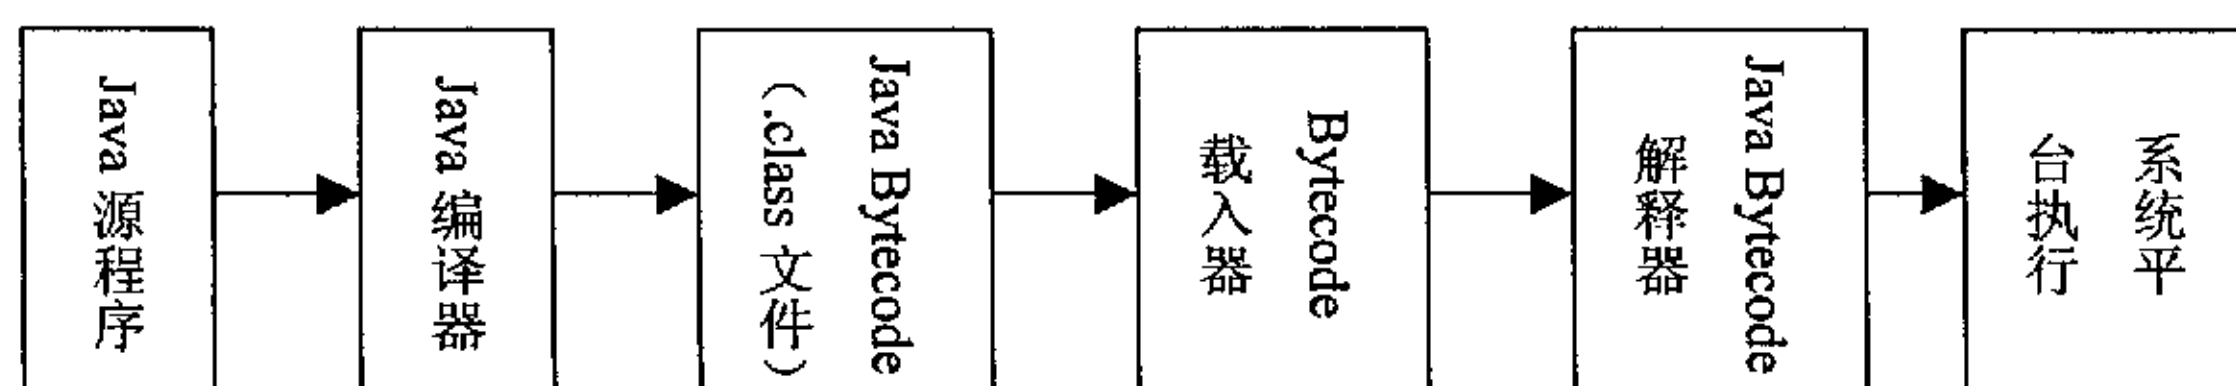 Java 源程序
Java 编译器
Java Bytecode
(.class 文件)
Bytecode
载入器
Java Bytecode
解释器
系统平
台执行